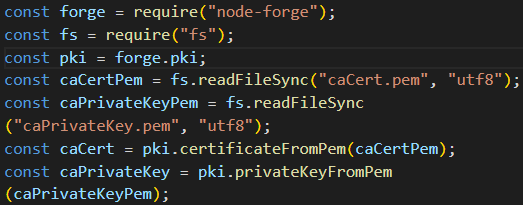 const forge = require("node-forge");
const fs = require("fs");
const pki = forge.pki;
const caCertPem = fs.readFileSync("caCert.pem", "utf8");
const caPrivateKeyPem = fs.readFileSync
("caPrivateKey.pem", "utf8");
const caCert = pki.certificateFromPem(caCertPem);
const caPrivateKey = pki.privateKeyFromPem
(caPrivateKeyPem);